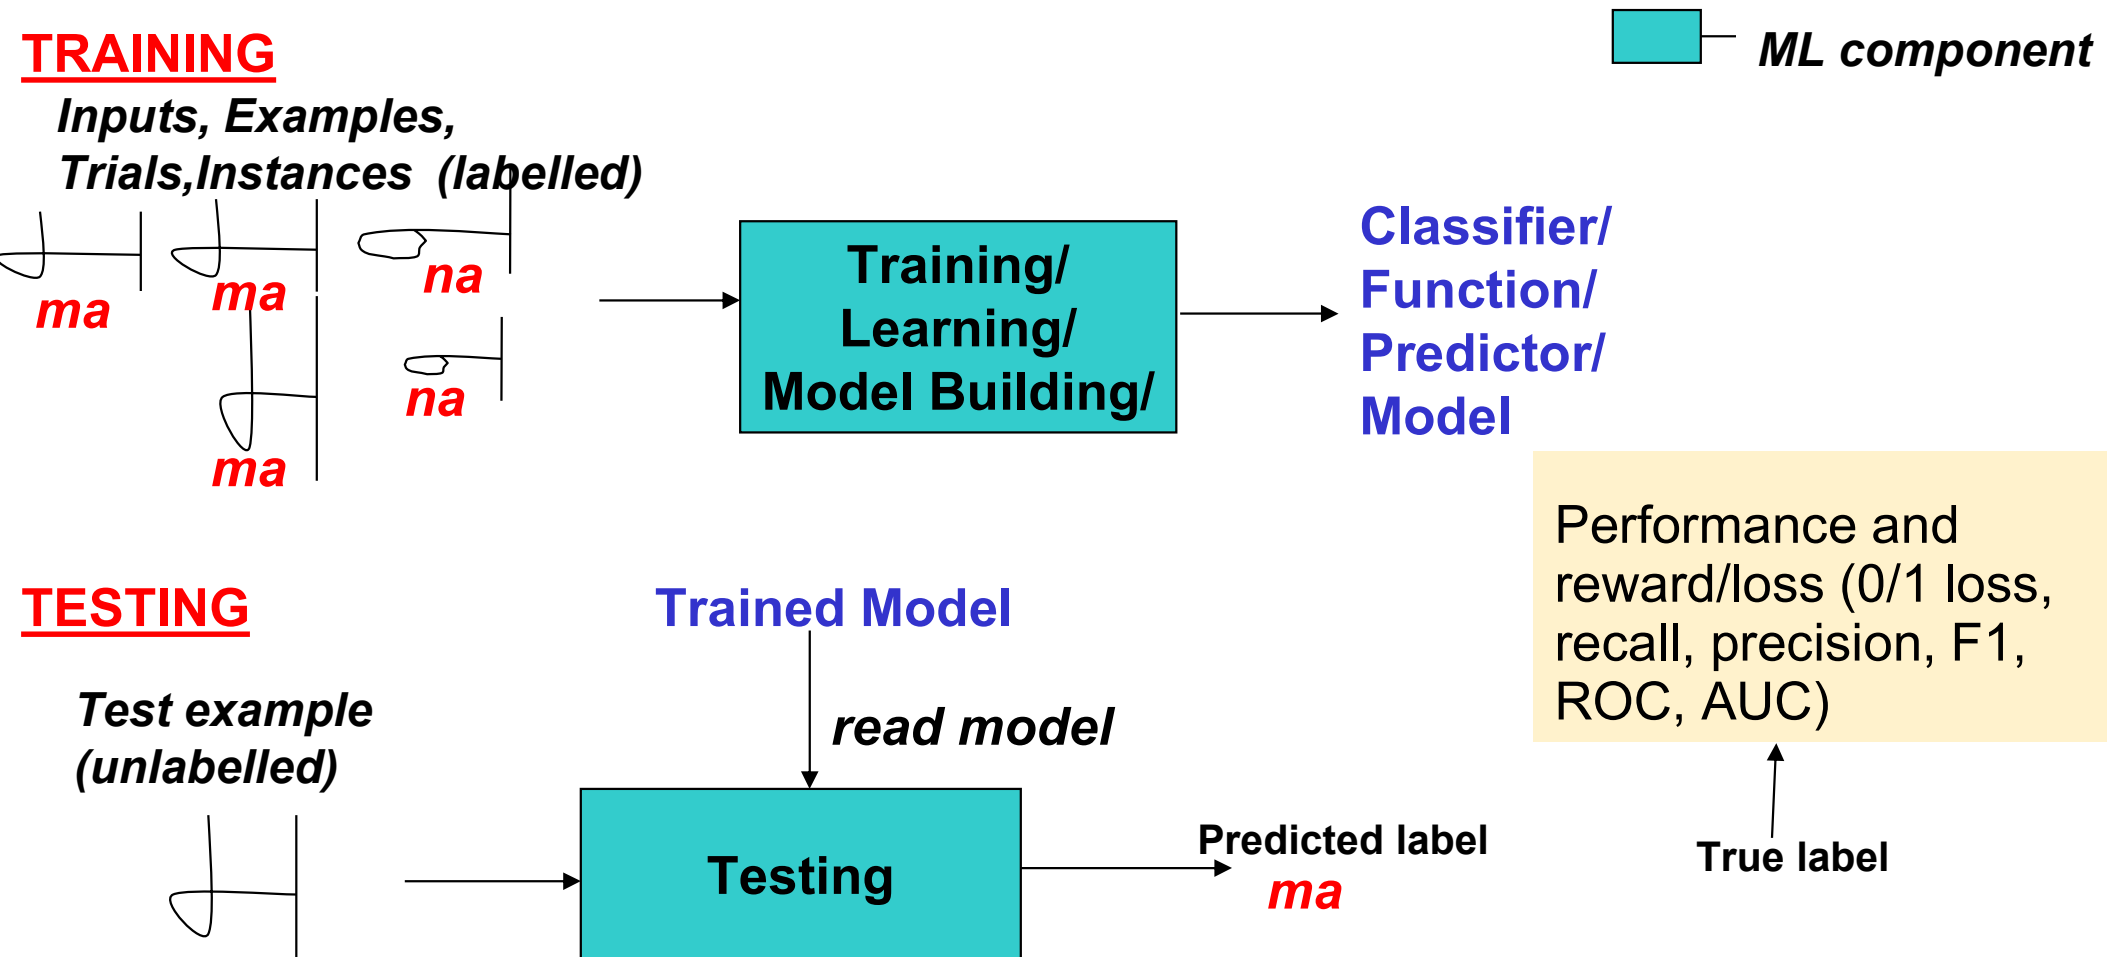 TRAINING
ML component
Inputs, Examples,
Trials,Instances (labelled)
ma
ma
na
ma
na
Training/
Learning/
Model Building/
Classifier/
Function/
Predictor/
Model
Performance and
reward/loss (0/1 loss,
recall, precision, F1,
ROC, AUC)
TESTING
Trained Model
Test example
(unlabelled)
read model
Testing
Predicted label
ma
True label